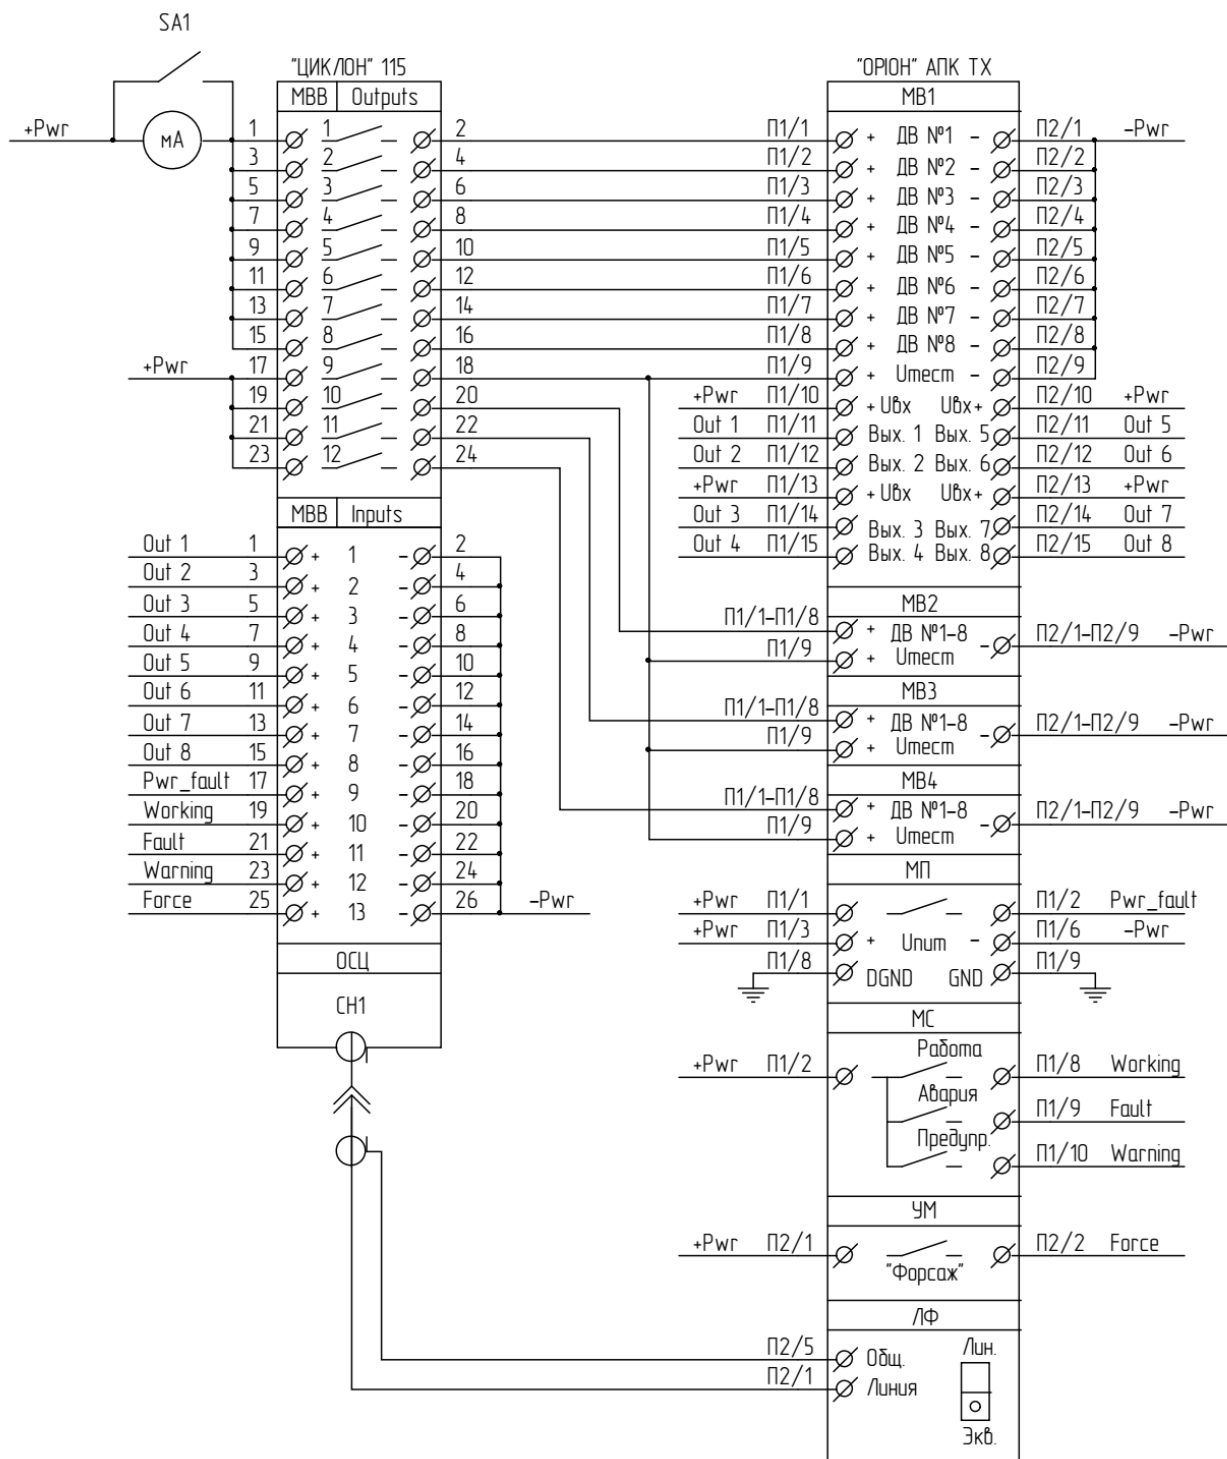 SA1
"ЦИКЛОН" 115
"ОРІОН" АПК ТХ
МВВ Outputs
МВ1
+Pwr мА 1 1 2 П1/1 + ДВ №1 - П2/1 -Pwr
3 2 4 П1/2 + ДВ №2 - П2/2
5 3 6 П1/3 + ДВ №3 - П2/3
7 4 8 П1/4 + ДВ №4 - П2/4
9 5 10 П1/5 + ДВ №5 - П2/5
11 6 12 П1/6 + ДВ №6 - П2/6
13 7 14 П1/7 + ДВ №7 - П2/7
15 8 16 П1/8 + ДВ №8 - П2/8
+Pwr 17 9 18 П1/9 + Uтест - П2/9
19 10 20 +Pwr П1/10 + Uвх Uвх+ П2/10 +Pwr
21 11 22 Out 1 П1/11 Вых. 1 Вых. 5 П2/11 Out 5
23 12 24 Out 2 П1/12 Вых. 2 Вых. 6 П2/12 Out 6
+Pwr П1/13 + Uвх Uвх+ П2/13 +Pwr
МВВ Inputs
Out 3 П1/14 Вых. 3 Вых. 7 П2/14 Out 7
Out 4 П1/15 Вых. 4 Вых. 8 П2/15 Out 8
Out 1 1 + 1 - 2
Out 2 3 + 2 - 4
Out 3 5 + 3 - 6
Out 4 7 + 4 - 8
Out 5 9 + 5 - 10
Out 6 11 + 6 - 12
Out 7 13 + 7 - 14
Out 8 15 + 8 - 16
Pwr_fault 17 + 9 - 18
Working 19 + 10 - 20
Fault 21 + 11 - 22
Warning 23 + 12 - 24
Force 25 + 13 - 26 -Pwr
МВ2
П1/1-П1/8 + ДВ №1-8 - П2/1-П2/9 -Pwr
П1/9 + Uтест
МВ3
П1/1-П1/8 + ДВ №1-8 - П2/1-П2/9 -Pwr
П1/9 + Uтест
МВ4
П1/1-П1/8 + ДВ №1-8 - П2/1-П2/9 -Pwr
П1/9 + Uтест
МП
+Pwr П1/1 П1/2 Pwr_fault
+Pwr П1/3 + Uпит - П1/6 -Pwr
П1/8 DGND GND П1/9
ОСЦ
СН1
МС
+Pwr П1/2 Работа П1/8 Working
Авария П1/9 Fault
Предупр. П1/10 Warning
УМ
+Pwr П2/1 "Форсаж" П2/2 Force
ЛФ
П2/5 Общ. Лин.
П2/1 Линия
Экв.